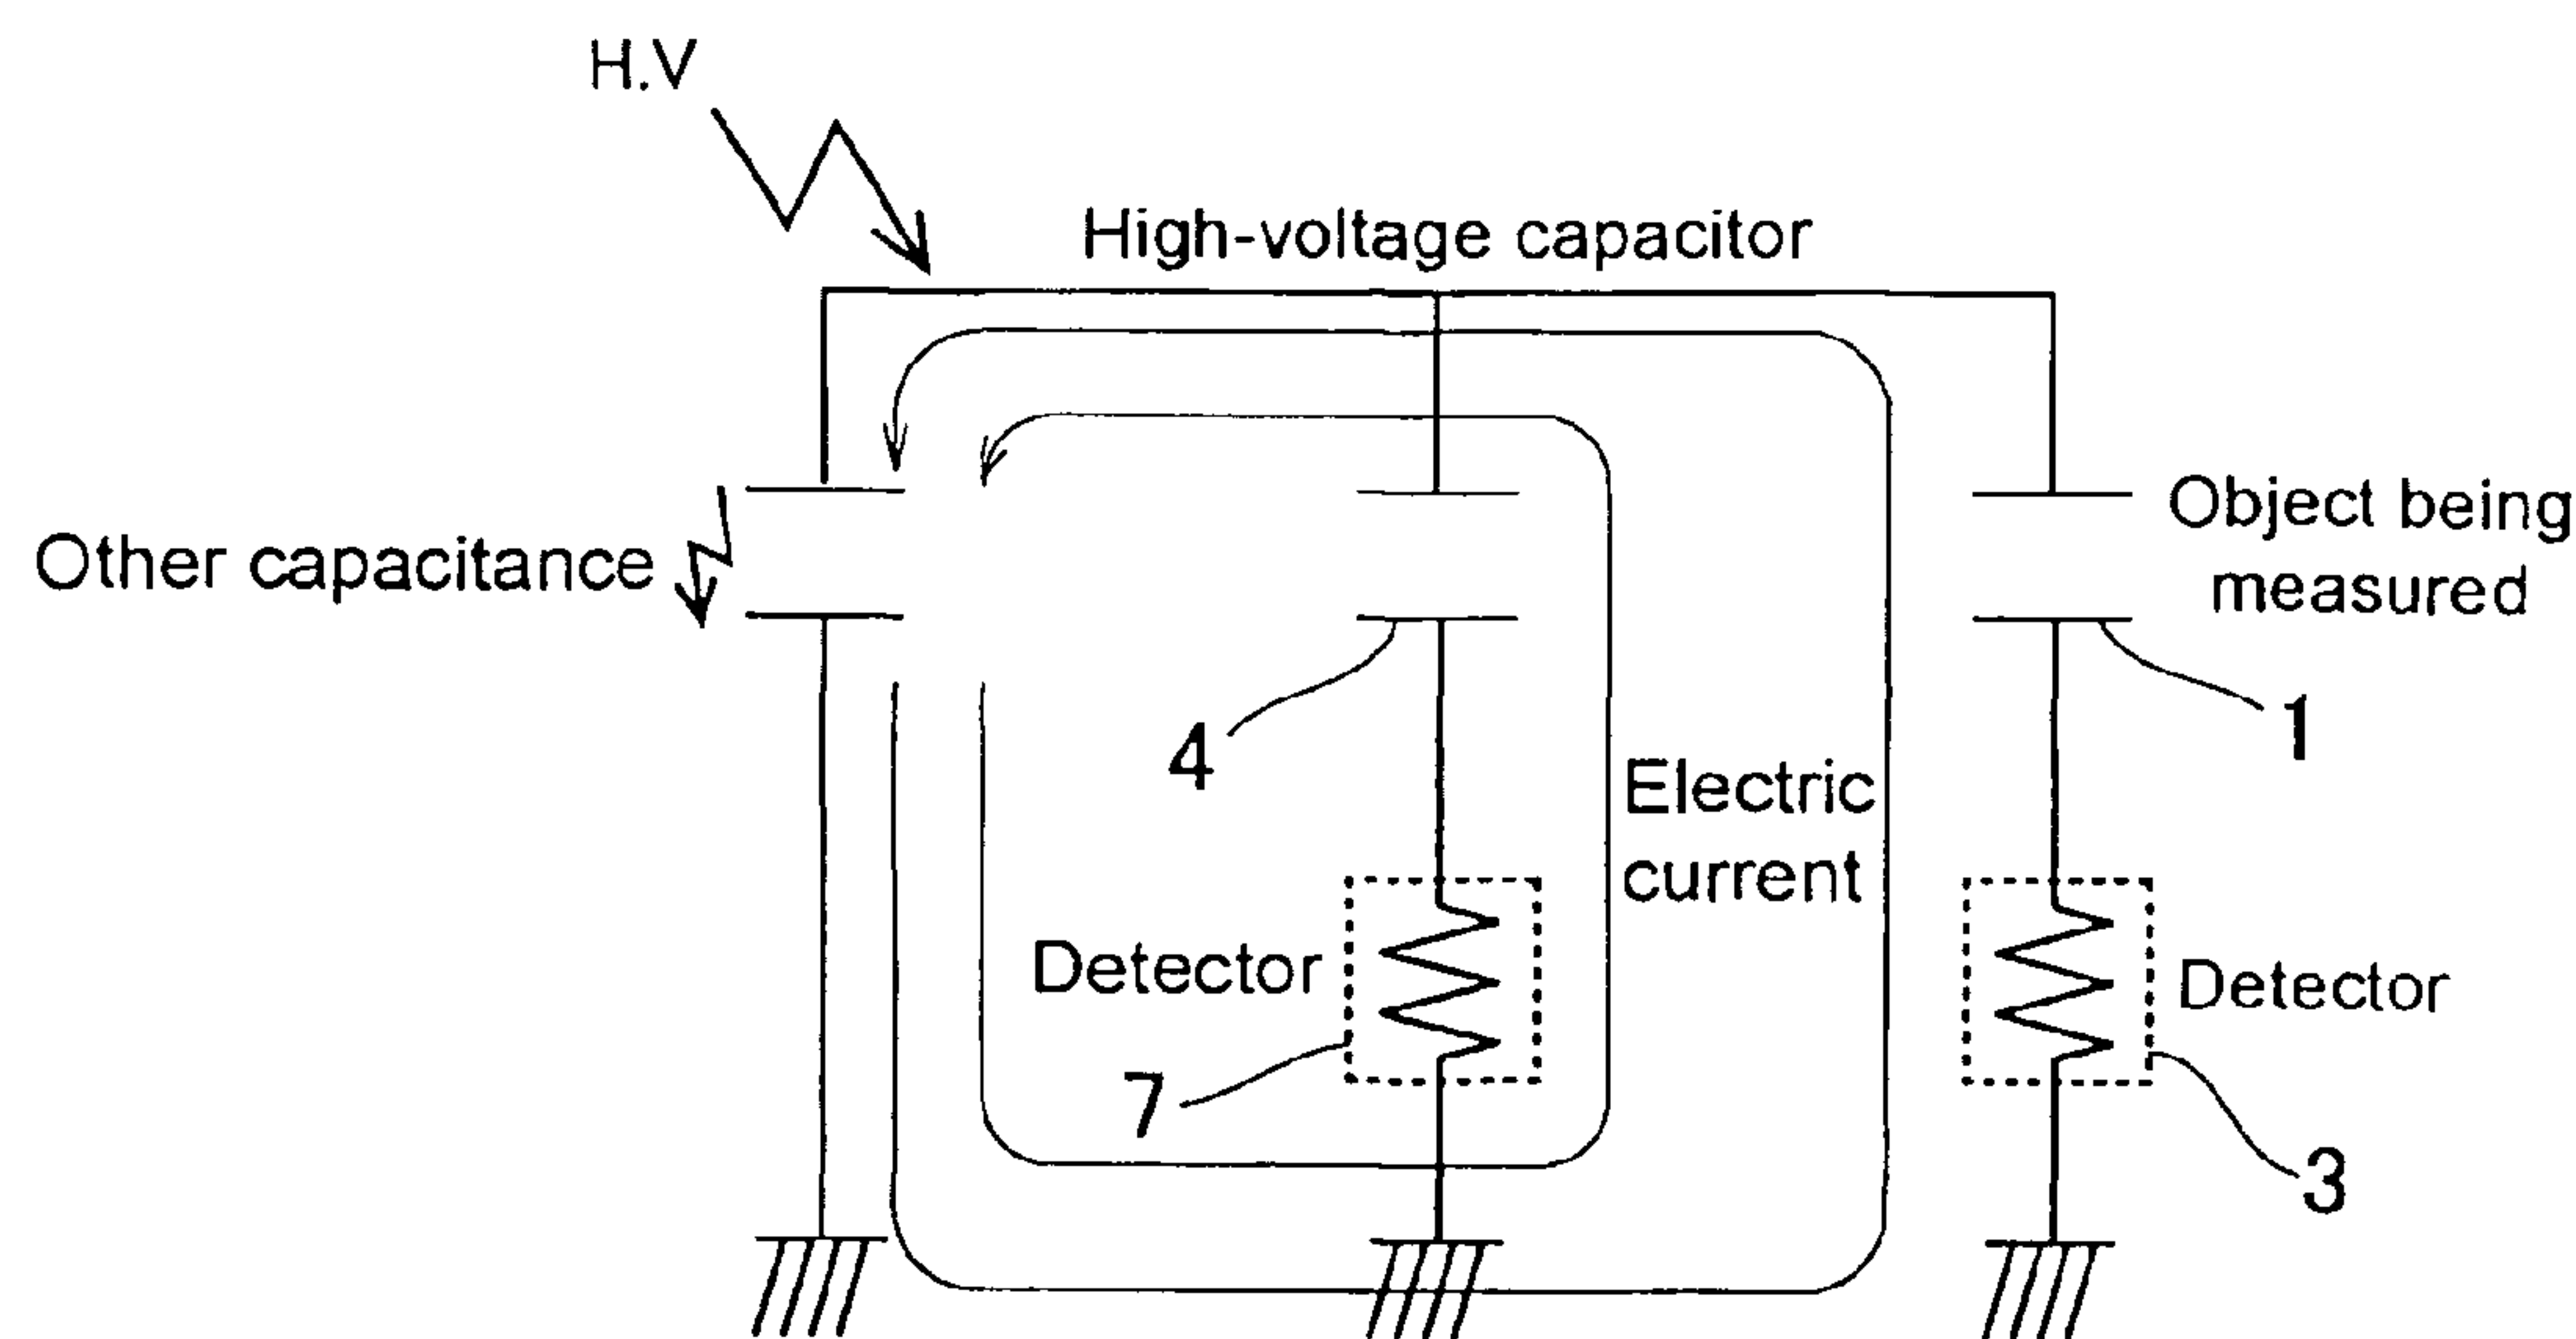 H.V
High-voltage capacitor
Object being
measured
Other capacitance
1
4
Electric
current
Detector
Detector
7
3